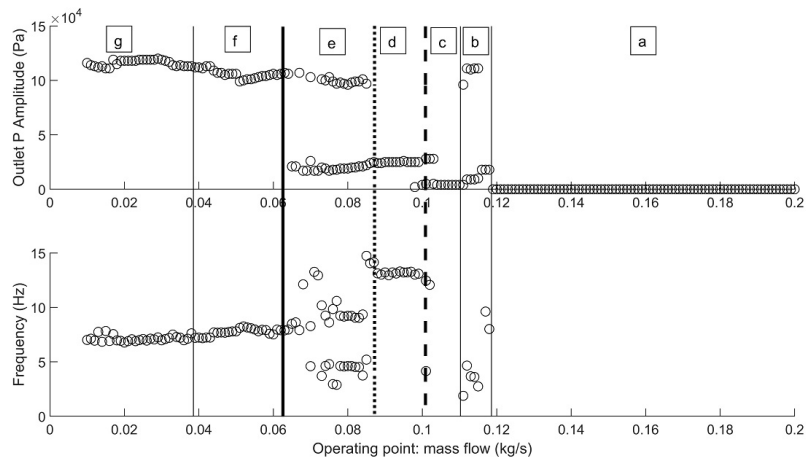 ×10⁴
15
g
f
e
d
c
b
a
10
5
0
Outlet P Amplitude (Pa)
0 0.02 0.04 0.06 0.08 0.1 0.12 0.14 0.16 0.18 0.2
15
10
5
0
Frequency (Hz)
0 0.02 0.04 0.06 0.08 0.1 0.12 0.14 0.16 0.18 0.2
Operating point: mass flow (kg/s)